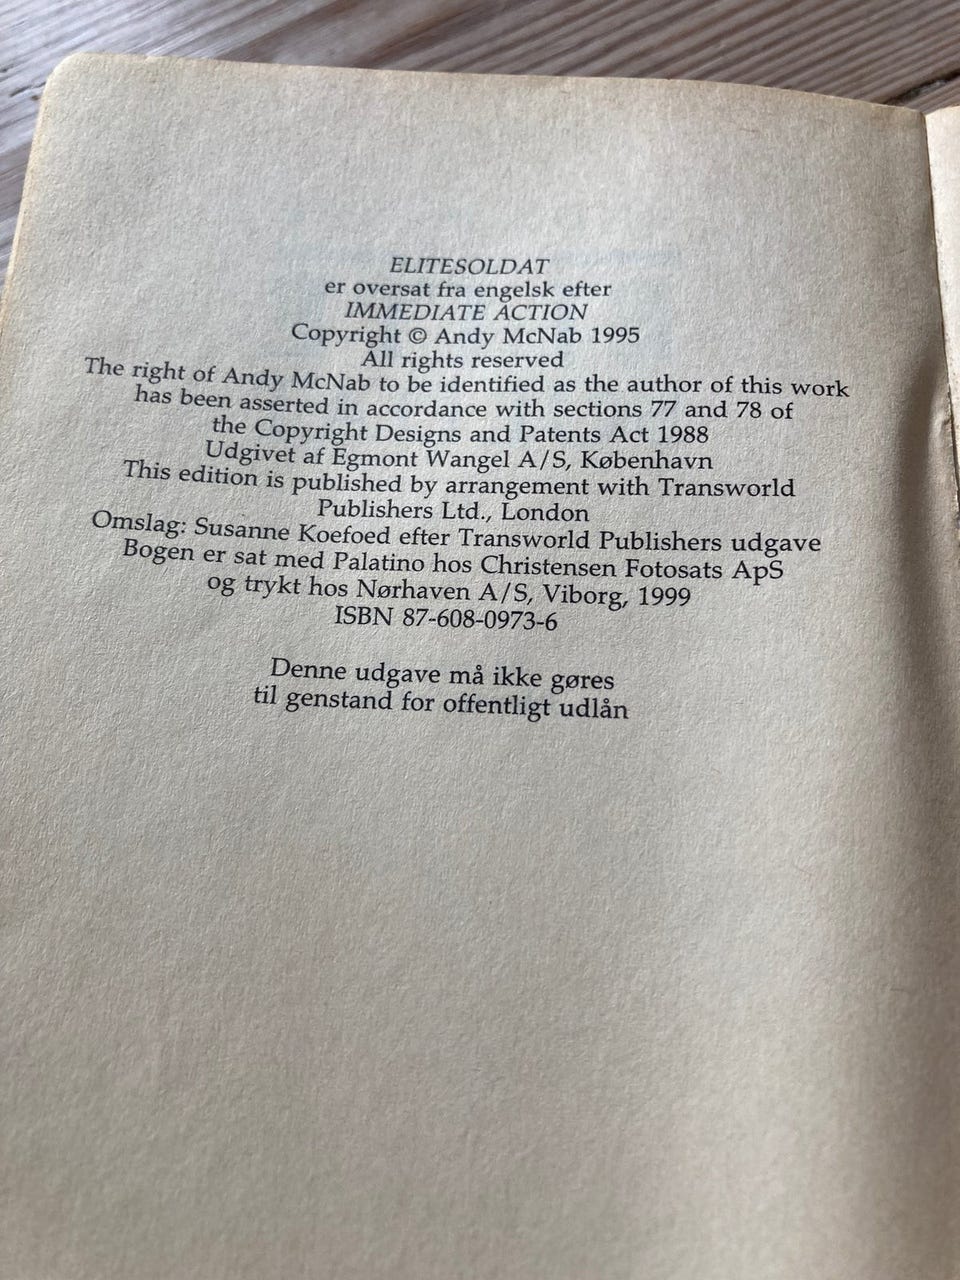 ELITESOLDAT
er oversat fra engelsk efter
IMMEDIATE ACTION
Copyright © Andy McNab 1995
All rights reserved
The right of Andy McNab to be identified as the author of this work
has been asserted in accordance with sections 77 and 78 of
the Copyright Designs and Patents Act 1988
Udgivet af Egmont Wangel A/S, København
This edition is published by arrangement with Transworld
Publishers Ltd., London
Omslag: Susanne Koefoed efter Transworld Publishers udgave
Bogen er sat med Palatino hos Christensen Fotosats ApS
og trykt hos Nørhaven A/S, Viborg, 1999
ISBN 87-608-0973-6
Denne udgave må ikke gøres
til genstand for offentligt udlån